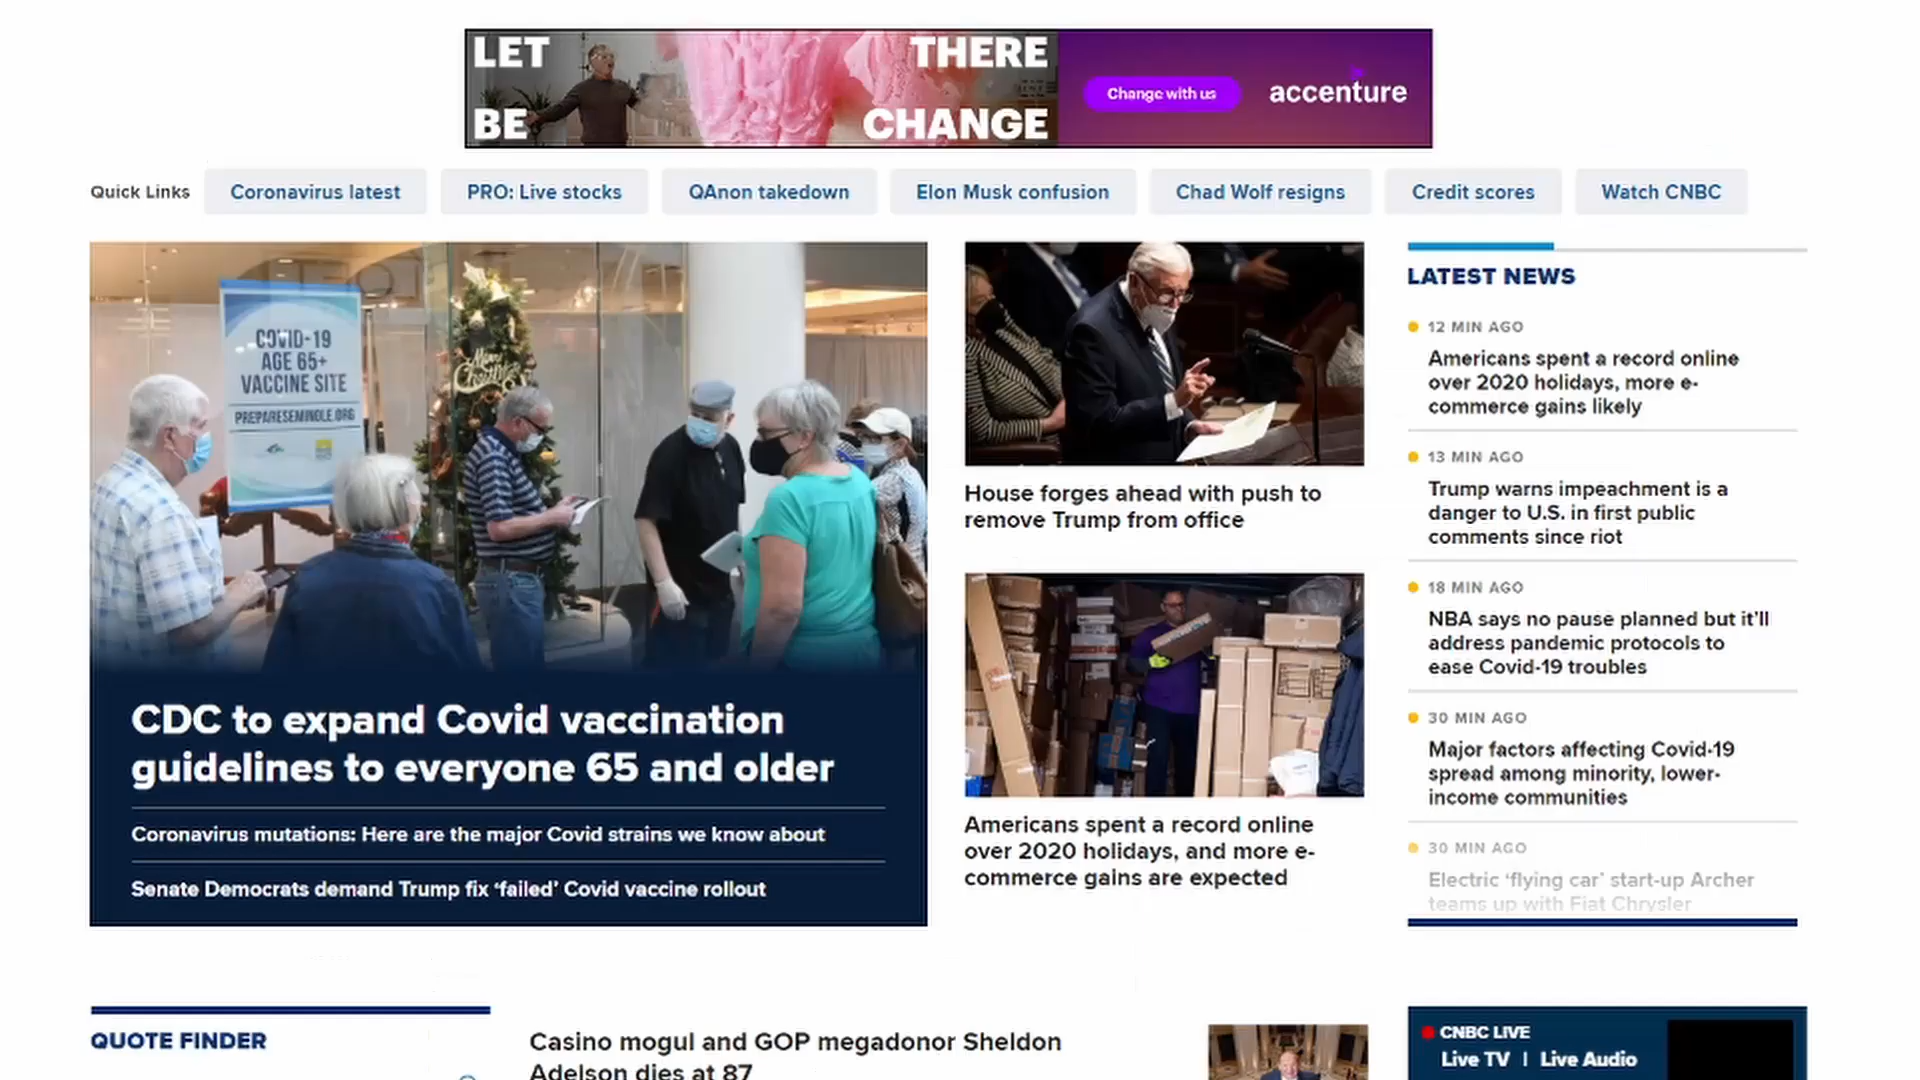 LET THERE
BE CHANGE
Change with us
accenture
Quick Links
Coronavirus latest
PRO: Live stocks
QAnon takedown
Elon Musk confusion
Chad Wolf resigns
Credit scores
Watch CNBC
COVID-19
AGE 65+
VACCINE SITE
PREPARESEMINOLE.ORG
Merry
Christmas
CDC to expand Covid vaccination
guidelines to everyone 65 and older
Coronavirus mutations: Here are the major Covid strains we know about
Senate Democrats demand Trump fix ‘failed’ Covid vaccine rollout
House forges ahead with push to
remove Trump from office
Americans spent a record online
over 2020 holidays, and more e-
commerce gains are expected
LATEST NEWS
12 MIN AGO
Americans spent a record online
over 2020 holidays, more e-
commerce gains likely
13 MIN AGO
Trump warns impeachment is a
danger to U.S. in first public
comments since riot
18 MIN AGO
NBA says no pause planned but it’ll
address pandemic protocols to
ease Covid-19 troubles
30 MIN AGO
Major factors affecting Covid-19
spread among minority, lower-
income communities
30 MIN AGO
Electric ‘flying car’ start-up Archer
teams up with Fiat Chrysler
QUOTE FINDER
Casino mogul and GOP megadonor Sheldon
Adelson dies at 87
CNBC LIVE
Live TV | Live Audio